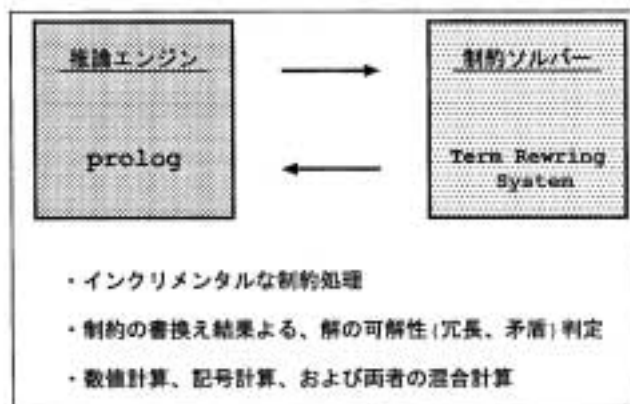 推論エンジン
prolog
制約ソルバー
Term Rewring
System
・インクリメンタルな制約処理
・制約の書換え結果よる、解の可解性(冗長、矛盾)判定
・数値計算、記号計算、および両者の混合計算